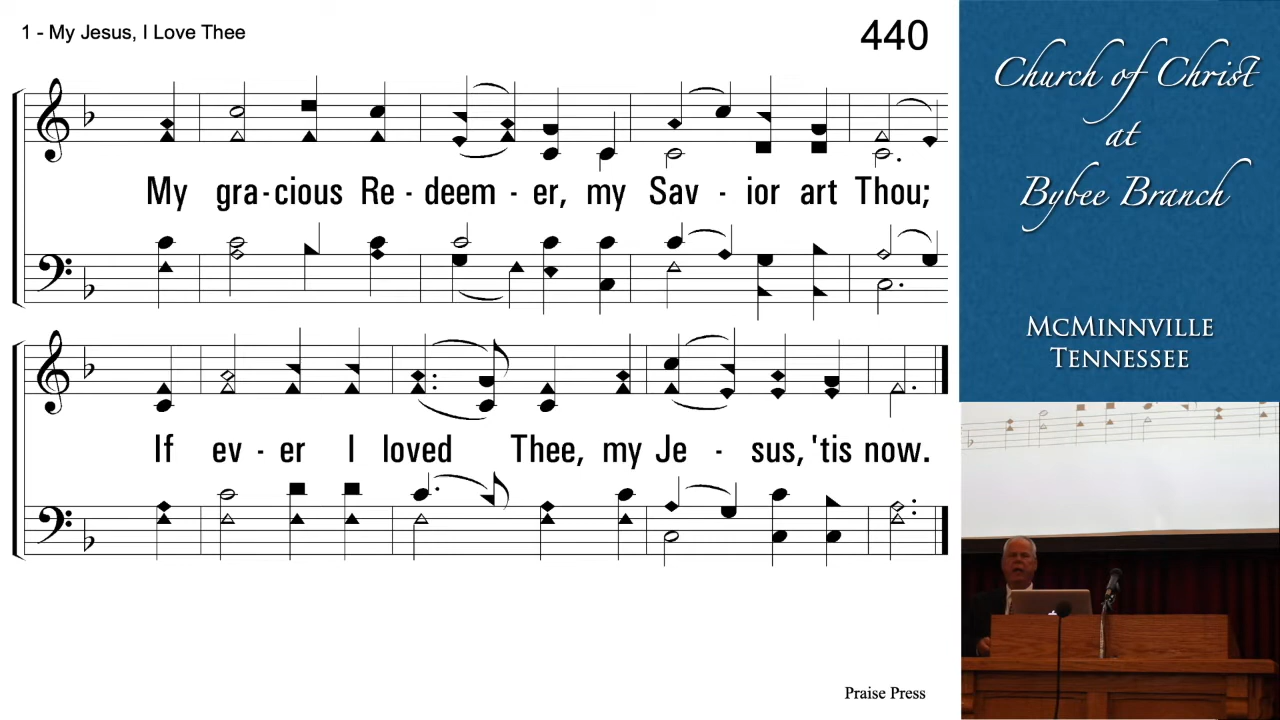 1 - My Jesus, I Love Thee
440
My gra-cious Re - deem - er, my Sav - ior art Thou;
If ev - er I loved Thee, my Je - sus, 'tis now.
Praise Press
Church of Christ
at
Bybee Branch
McMinnville
Tennessee